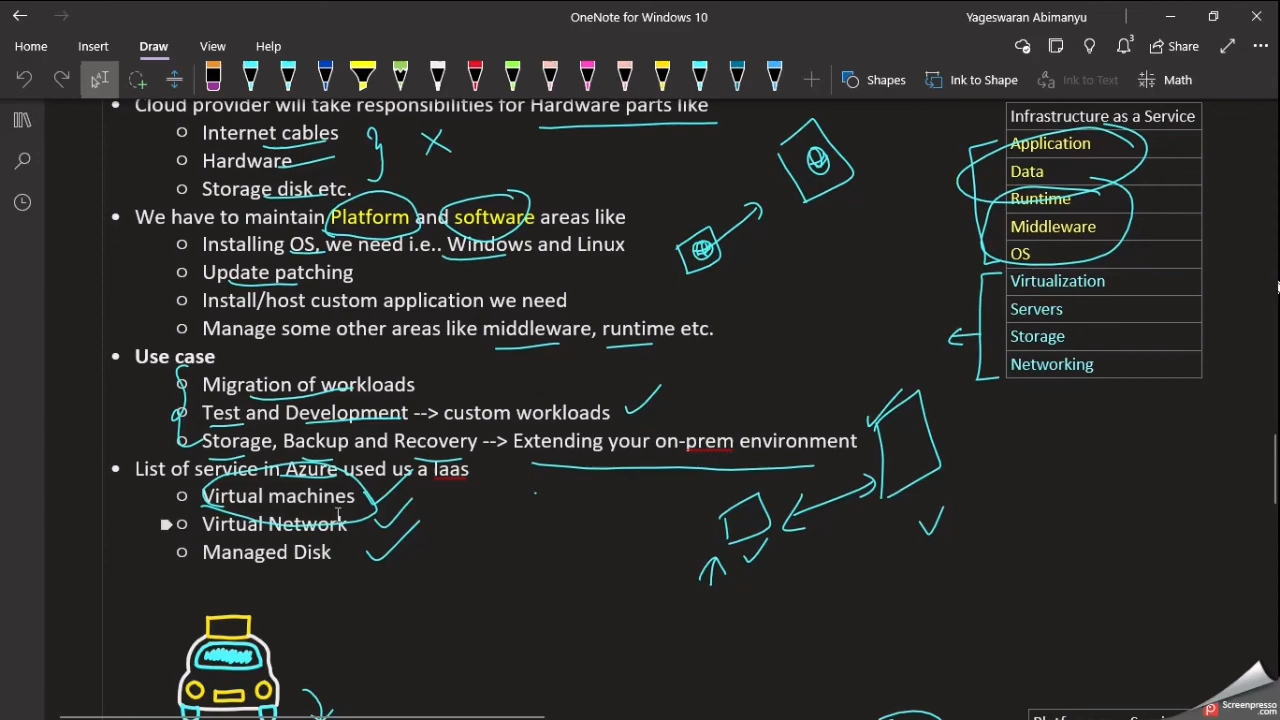 OneNote for Windows 10
Yageswaran Abimanyu
Home Insert Draw View Help
Share
Shapes
Ink to Shape
Ink to Text
Math
Cloud provider will take responsibilities for Hardware parts like
Internet cables
Hardware
Storage disk etc.
We have to maintain Platform and software areas like
Installing OS, we need i.e.. Windows and Linux
Update patching
Install/host custom application we need
Manage some other areas like middleware, runtime etc.
Use case
Migration of workloads
Test and Development --> custom workloads
Storage, Backup and Recovery --> Extending your on-prem environment
List of service in Azure used us a Iaas
Virtual machines
Virtual Network
Managed Disk
Infrastructure as a Service
Application
Data
Runtime
Middleware
OS
Virtualization
Servers
Storage
Networking
Screenpresso
.com